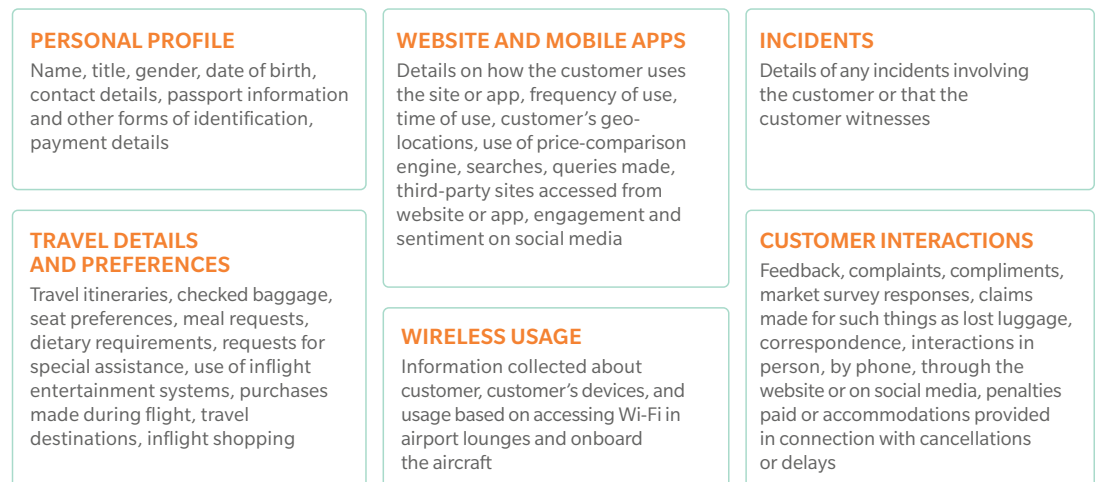 PERSONAL PROFILE
Name, title, gender, date of birth,
contact details, passport information
and other forms of identification,
payment details
TRAVEL DETAILS
AND PREFERENCES
Travel itineraries, checked baggage,
seat preferences, meal requests,
dietary requirements, requests for
special assistance, use of inflight
entertainment systems, purchases
made during flight, travel
destinations, inflight shopping
WEBSITE AND MOBILE APPS
Details on how the customer uses
the site or app, frequency of use,
time of use, customer’s geo-
locations, use of price-comparison
engine, searches, queries made,
third-party sites accessed from
website or app, engagement and
sentiment on social media
WIRELESS USAGE
Information collected about
customer, customer’s devices, and
usage based on accessing Wi-Fi in
airport lounges and onboard
the aircraft
INCIDENTS
Details of any incidents involving
the customer or that the
customer witnesses
CUSTOMER INTERACTIONS
Feedback, complaints, compliments,
market survey responses, claims
made for such things as lost luggage,
correspondence, interactions in
person, by phone, through the
website or on social media, penalties
paid or accommodations provided
in connection with cancellations
or delays